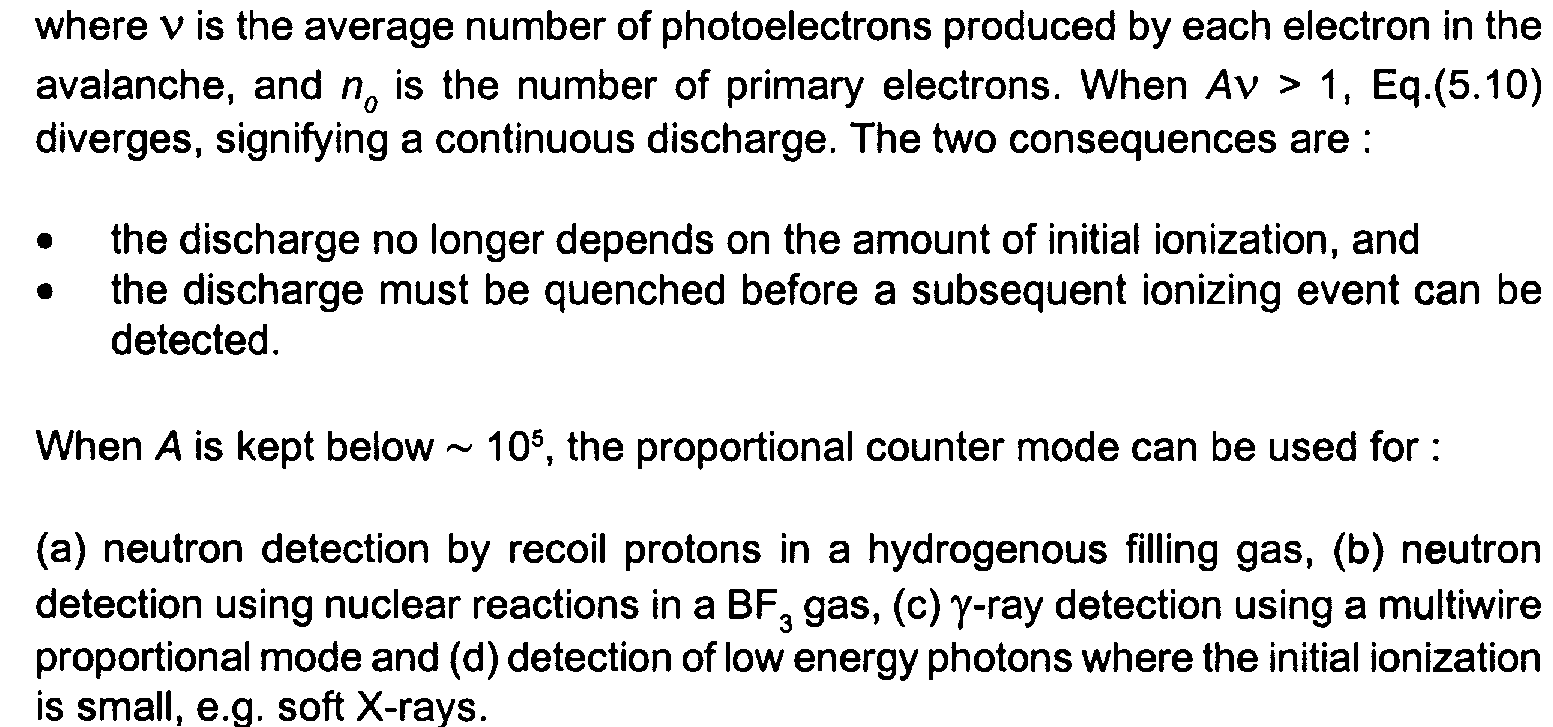 where ν is the average number of photoelectrons produced by each electron in the
avalanche, and n₀ is the number of primary electrons. When Aν > 1, Eq.(5.10)
diverges, signifying a continuous discharge. The two consequences are :
• the discharge no longer depends on the amount of initial ionization, and
• the discharge must be quenched before a subsequent ionizing event can be
detected.
When A is kept below ~ 10⁵, the proportional counter mode can be used for :
(a) neutron detection by recoil protons in a hydrogenous filling gas, (b) neutron
detection using nuclear reactions in a BF₃ gas, (c) γ-ray detection using a multiwire
proportional mode and (d) detection of low energy photons where the initial ionization
is small, e.g. soft X-rays.